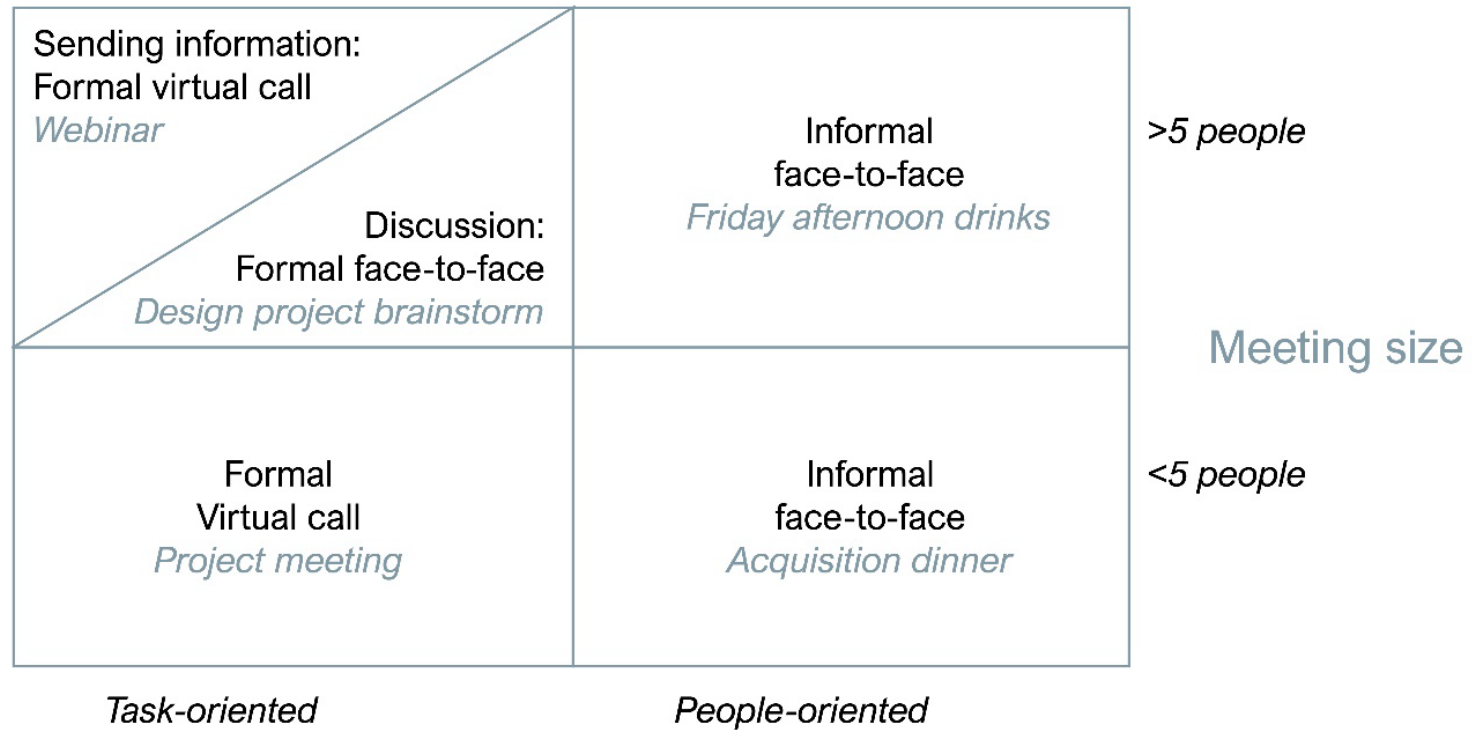 Sending information:
Formal virtual call
Webinar
Discussion:
Formal face-to-face
Design project brainstorm
Informal
face-to-face
Friday afternoon drinks
>5 people
Meeting size
Formal
Virtual call
Project meeting
Informal
face-to-face
Acquisition dinner
<5 people
Task-oriented
People-oriented